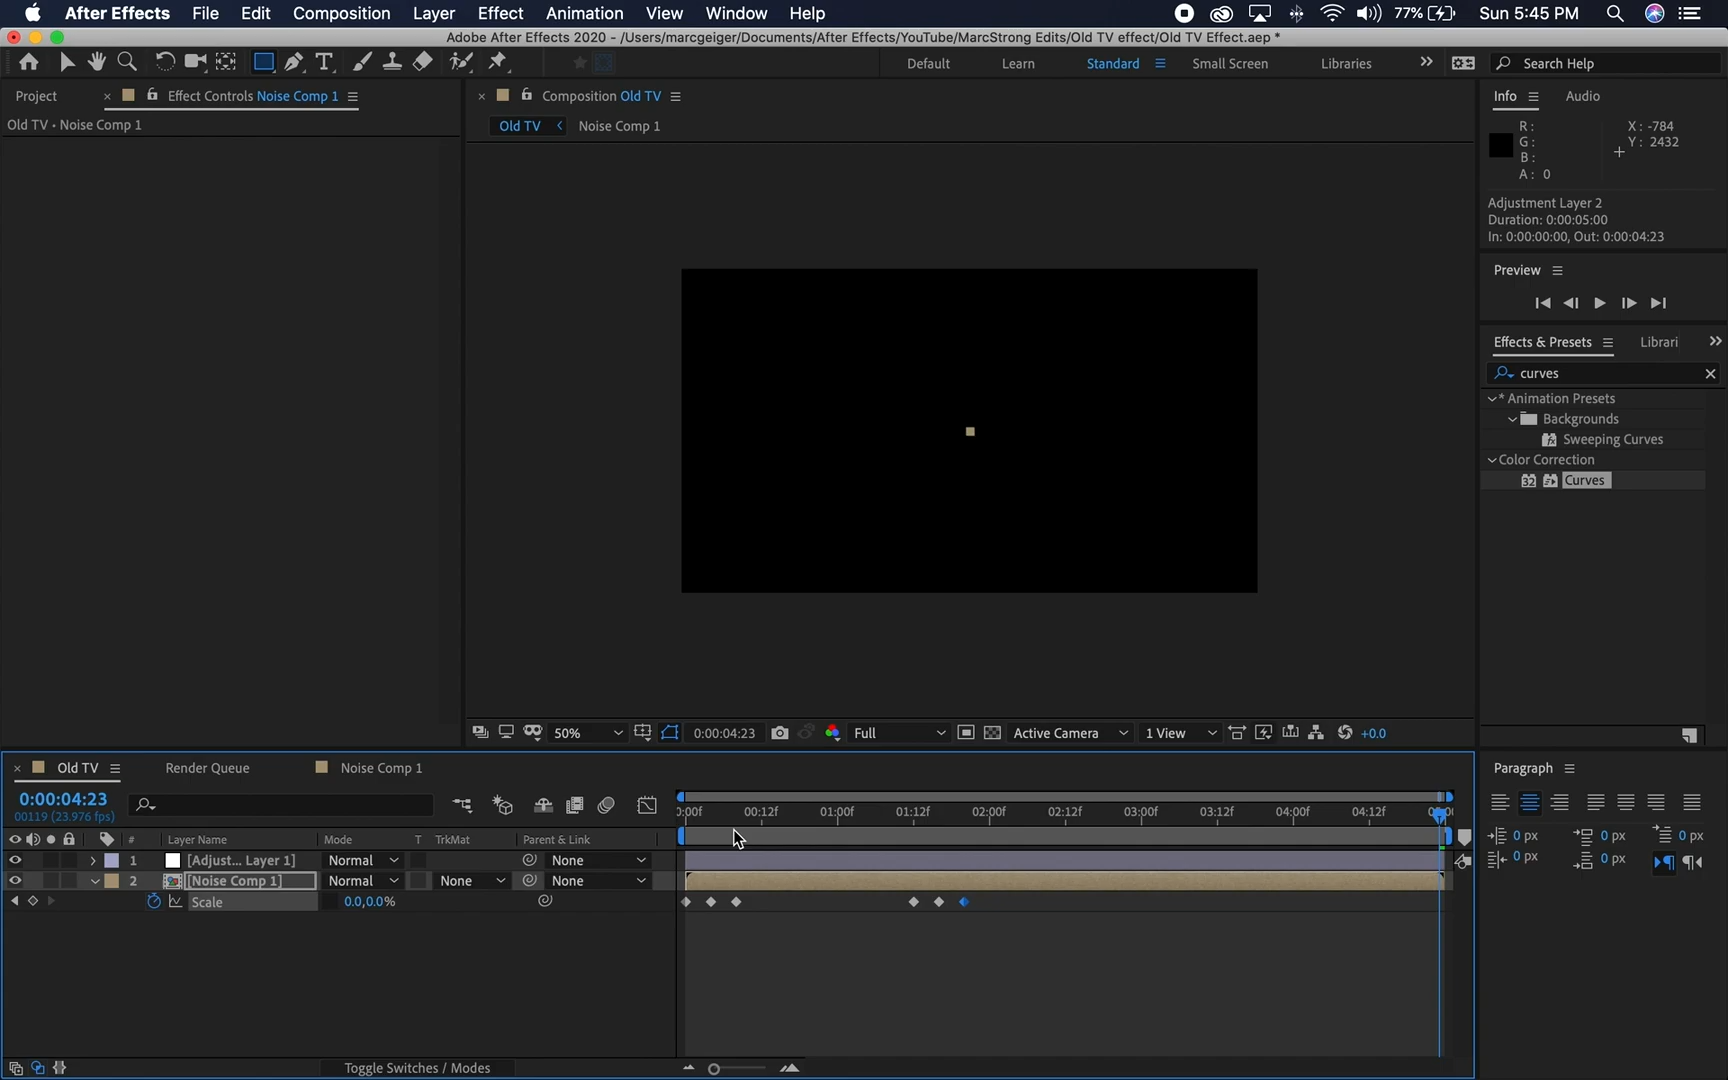 After Effects File Edit Composition Layer Effect Animation View Window Help 77% Sun 5:45 PM
Adobe After Effects 2020 - /Users/marcgeiger/Documents/After Effects/YouTube/MarcStrong Edits/Old TV effect/Old TV Effect.aep *
Default Learn Standard Small Screen Libraries Search Help
Project Effect Controls Noise Comp 1
Old TV • Noise Comp 1
Composition Old TV
Old TV Noise Comp 1
Info Audio
R:
G:
B:
A: 0
X: -784
Y: 2432
Adjustment Layer 2
Duration: 0:00:05:00
In: 0:00:00:00, Out: 0:00:04:23
Preview
Effects & Presets Librari
curves
* Animation Presets
Backgrounds
Sweeping Curves
Color Correction
32 Curves
50% 0:00:04:23 Full Active Camera 1 View +0.0
Old TV Render Queue Noise Comp 1
0:00:04:23
00119 (23.976 fps)
:00f 00:12f 01:00f 01:12f 02:00f 02:12f 03:00f 03:12f 04:00f 04:12f
# Layer Name Mode T TrkMat Parent & Link
1 [Adjust... Layer 1] Normal None
2 [Noise Comp 1] Normal None None
Scale 0.0,0.0%
Toggle Switches / Modes
Paragraph
0 px 0 px 0 px
0 px 0 px